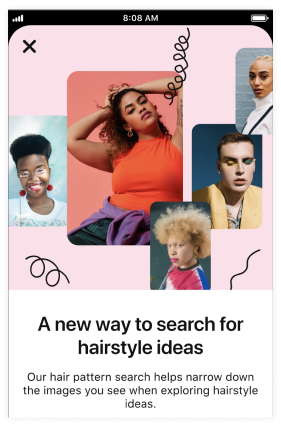 8:08 AM
A new way to search for
hairstyle ideas
Our hair pattern search helps narrow down
the images you see when exploring hairstyle
ideas.